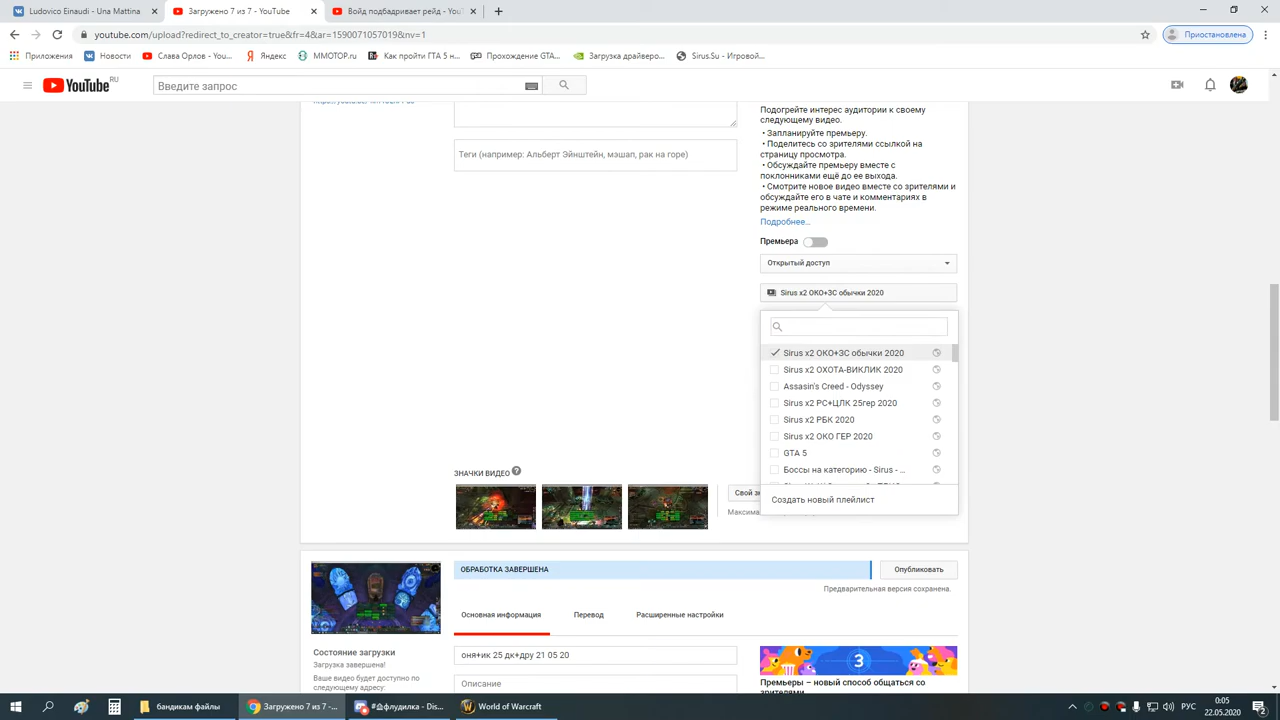 Ludovico Einaudi - Una Mattina
Загружено 7 из 7 - YouTube
Войд подбайдедовкий рейд - You
youtube.com/upload?redirect_to_creator=true&fr=4&ar=1590071057019&nv=1
Приостановлена
Приложения
Новости
Слава Орлов - You...
Яндекс
MMOTOP.ru
Как пройти ГТА 5 н...
Прохождение GTA...
Загрузка драйверо...
Sirus.Su - Игровой...
YouTube RU
Введите запрос
Подогрейте интерес аудитории к своему
следующему видео.
• Запланируйте премьеру.
• Поделитесь со зрителями ссылкой на
страницу просмотра.
• Обсуждайте премьеру вместе с
поклонниками ещё до ее выхода.
• Смотрите новое видео вместе со зрителями и
обсуждайте его в чате и комментариях в
режиме реального времени.
Подробнее...
Теги (например: Альберт Эйнштейн, мэшап, рак на горе)
Премьера
Открытый доступ
Sirus x2 ОКО+ЗС обычки 2020
Sirus x2 ОКО+ЗС обычки 2020
Sirus x2 ОХОТА-ВИКЛИК 2020
Assasin's Creed - Odyssey
Sirus x2 РС+ЦЛК 25гер 2020
Sirus x2 РБК 2020
Sirus x2 ОКО ГЕР 2020
GTA 5
Боссы на категорию - Sirus - ...
Создать новый плейлист
ЗНАЧКИ ВИДЕО
Свой зн
Максима
ОБРАБОТКА ЗАВЕРШЕНА
Опубликовать
Предварительная версия сохранена.
Основная информация
Перевод
Расширенные настройки
Состояние загрузки
Загрузка завершена!
Ваше видео будет доступно по
следующему адресу:
оня+ик 25 дк+дру 21 05 20
Описание
3
Премьеры – новый способ общаться со
зрителями
бандикам файлы
Загружено 7 из 7 -...
#🤖флудилка - Dis...
World of Warcraft
РУС
0:05
22.05.2020